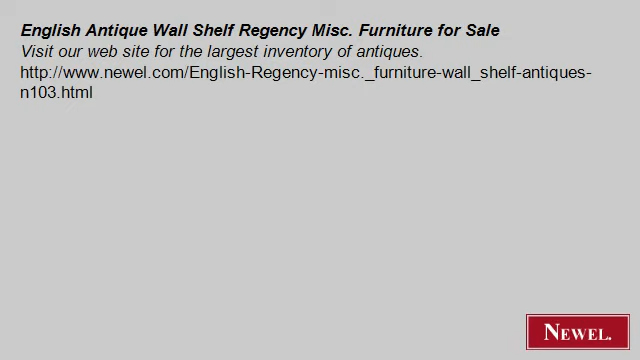 English Antique Wall Shelf Regency Misc. Furniture for Sale
Visit our web site for the largest inventory of antiques.
http://www.newel.com/English-Regency-misc._furniture-wall_shelf-antiques-
n103.html
NEWEL.